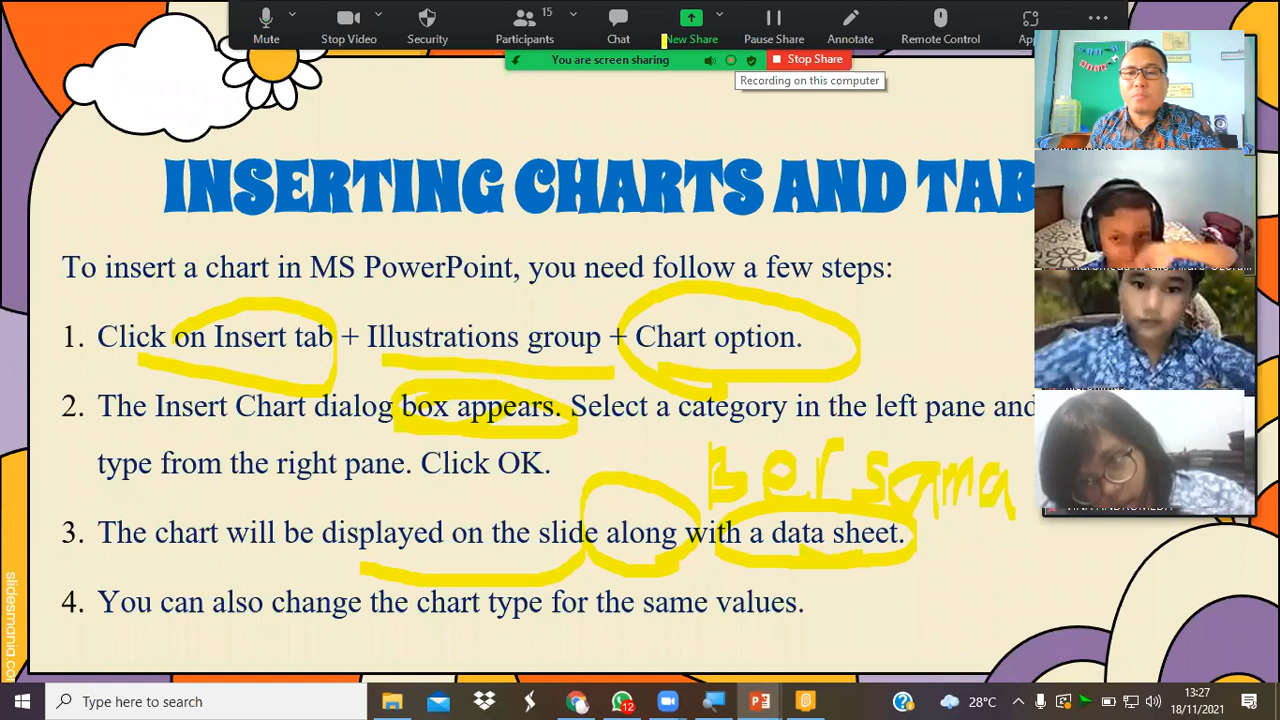 Mute
Stop Video
Security
Participants
15
Chat
New Share
Pause Share
Annotate
Remote Control
You are screen sharing
Stop Share
Recording on this computer
INSERTING CHARTS AND TAB
To insert a chart in MS PowerPoint, you need follow a few steps:
1. Click on Insert tab + Illustrations group + Chart option.
2. The Insert Chart dialog box appears. Select a category in the left pane and
type from the right pane. Click OK.
Bersama
3. The chart will be displayed on the slide along with a data sheet.
4. You can also change the chart type for the same values.
slidesmania.co
Type here to search
12
28°C
13:27
18/11/2021